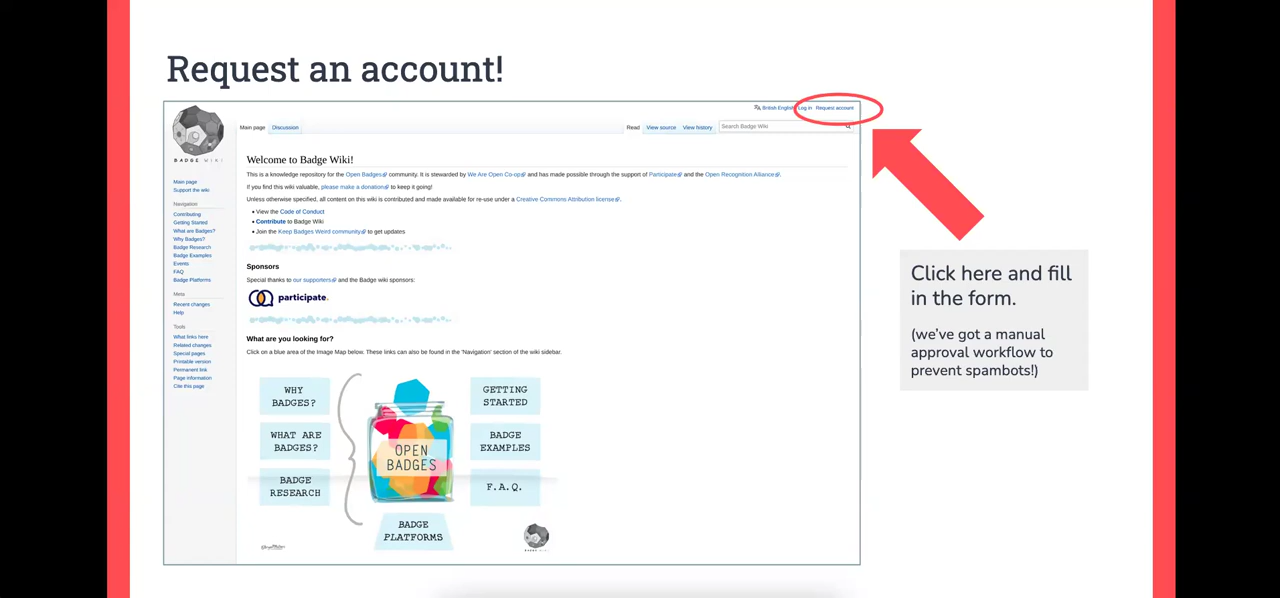 Request an account!
British English Log in Request account
Main page Discussion Read View source View history Search Badge Wiki
BADGE WIKI
Main page
Support the wiki
Navigation
Contributing
Getting Started
What are Badges?
Why Badges?
Badge Research
Badge Examples
Events
FAQ
Badge Platforms
Meta
Recent changes
Help
Tools
What links here
Related changes
Special pages
Printable version
Permanent link
Page information
Cite this page
Welcome to Badge Wiki!
This is a knowledge repository for the Open Badges community. It is stewarded by We Are Open Co-op and has made possible through the support of Participate and the Open Recognition Alliance.
If you find this wiki valuable, please make a donation to keep it going!
Unless otherwise specified, all content on this wiki is contributed and made available for re-use under a Creative Commons Attribution license.
• View the Code of Conduct
• Contribute to Badge Wiki
• Join the Keep Badges Weird community to get updates
Sponsors
Special thanks to our supporters and the Badge wiki sponsors:
participate.
What are you looking for?
Click on a blue area of the Image Map below. These links can also be found in the 'Navigation' section of the wiki sidebar.
WHY
BADGES?
WHAT ARE
BADGES?
BADGE
RESEARCH
OPEN
BADGES
GETTING
STARTED
BADGE
EXAMPLES
F.A.Q.
BADGE
PLATFORMS
BADGE WIKI
Click here and fill
in the form.
(we've got a manual
approval workflow to
prevent spambots!)